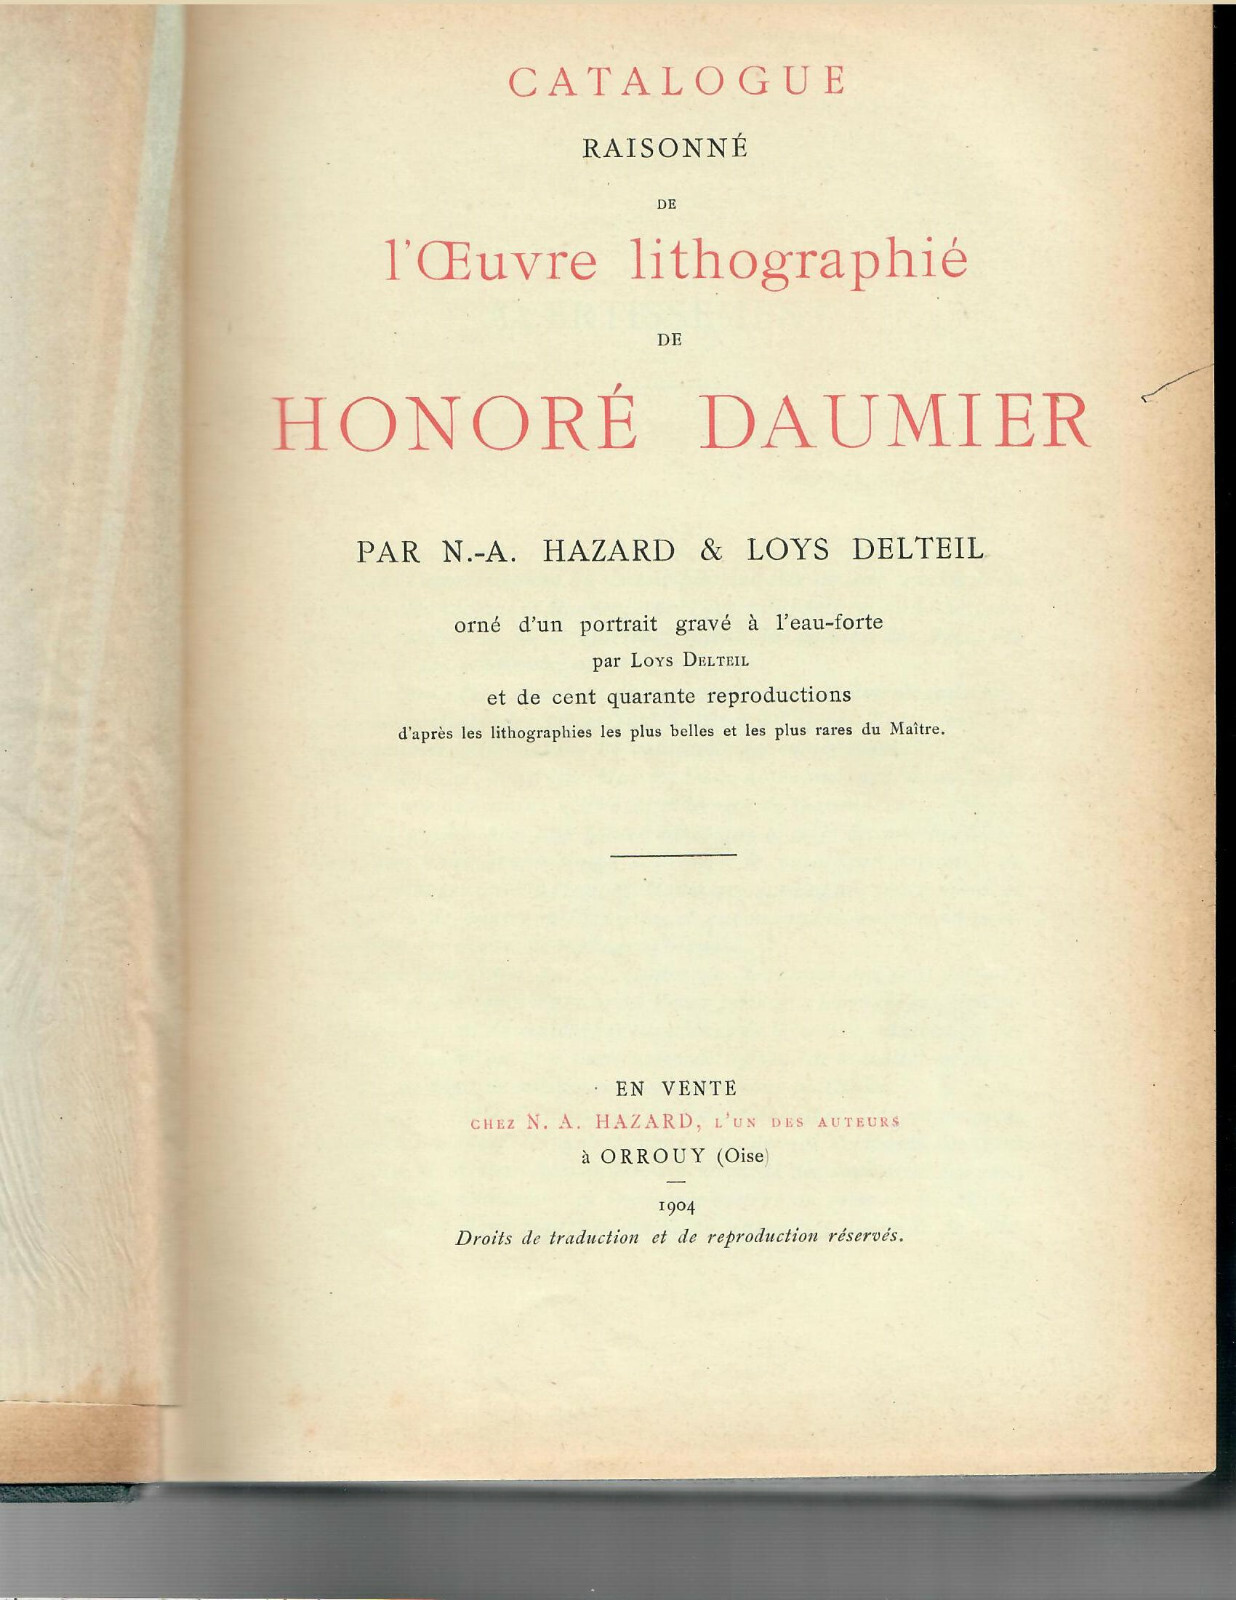 CATALOGUE
RAISONNÉ
DE
l'Œuvre lithographié
DE
HONORÉ DAUMIER
PAR N.-A. HAZARD & LOYS DELTEIL
orné d'un portrait gravé à l'eau-forte
par Loys Delteil
et de cent quarante reproductions
d'après les lithographies les plus belles et les plus rares du Maître.
EN VENTE
CHEZ N. A. HAZARD, L'UN DES AUTEURS
à ORROUY (Oise)
1904
Droits de traduction et de reproduction réservés.